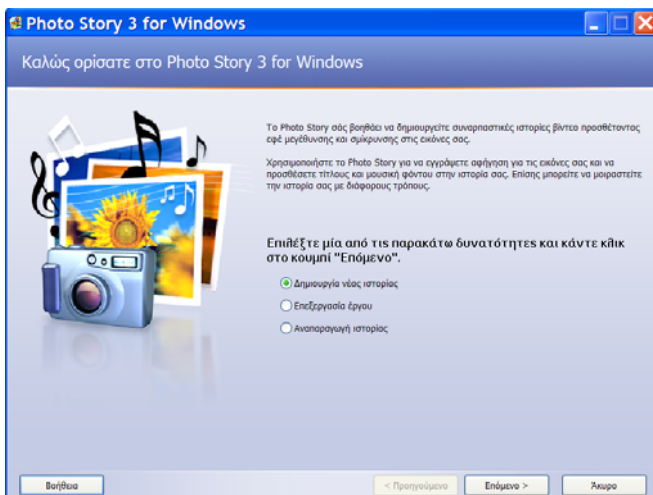 Photo Story 3 for Windows
Καλώς ορίσατε στο Photo Story 3 for Windows
Το Photo Story σάς βοηθάει να δημιουργείτε συναρπαστικές ιστορίες βίντεο προσθέτοντας
εφέ μεγέθυνσης και σμίκρυνσης στις εικόνες σας.
Χρησιμοποιήστε το Photo Story για να εγγράψετε αφήγηση για τις εικόνες σας και να
προσθέσετε τίτλους και μουσική φόντου στην ιστορία σας. Επίσης μπορείτε να μοιραστείτε
την ιστορία σας με διάφορους τρόπους.
Επιλέξτε μία από τις παρακάτω δυνατότητες και κάντε κλικ
στο κουμπί "Επόμενο".
Δημιουργία νέας ιστορίας
Επεξεργασία έργου
Αναπαραγωγή ιστορίας
Βοήθεια
< Προηγούμενο
Επόμενο >
Άκυρο